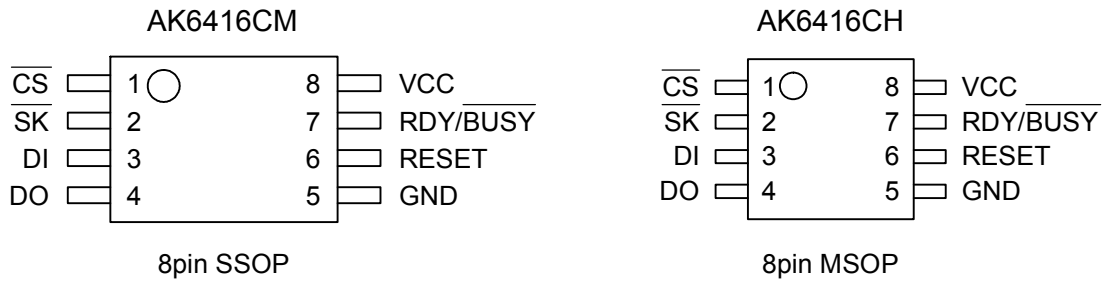 AK6416CM
CS 1 8 VCC
SK 2 7 RDY/BUSY
DI 3 6 RESET
DO 4 5 GND
8pin SSOP
AK6416CH
CS 1 8 VCC
SK 2 7 RDY/BUSY
DI 3 6 RESET
DO 4 5 GND
8pin MSOP